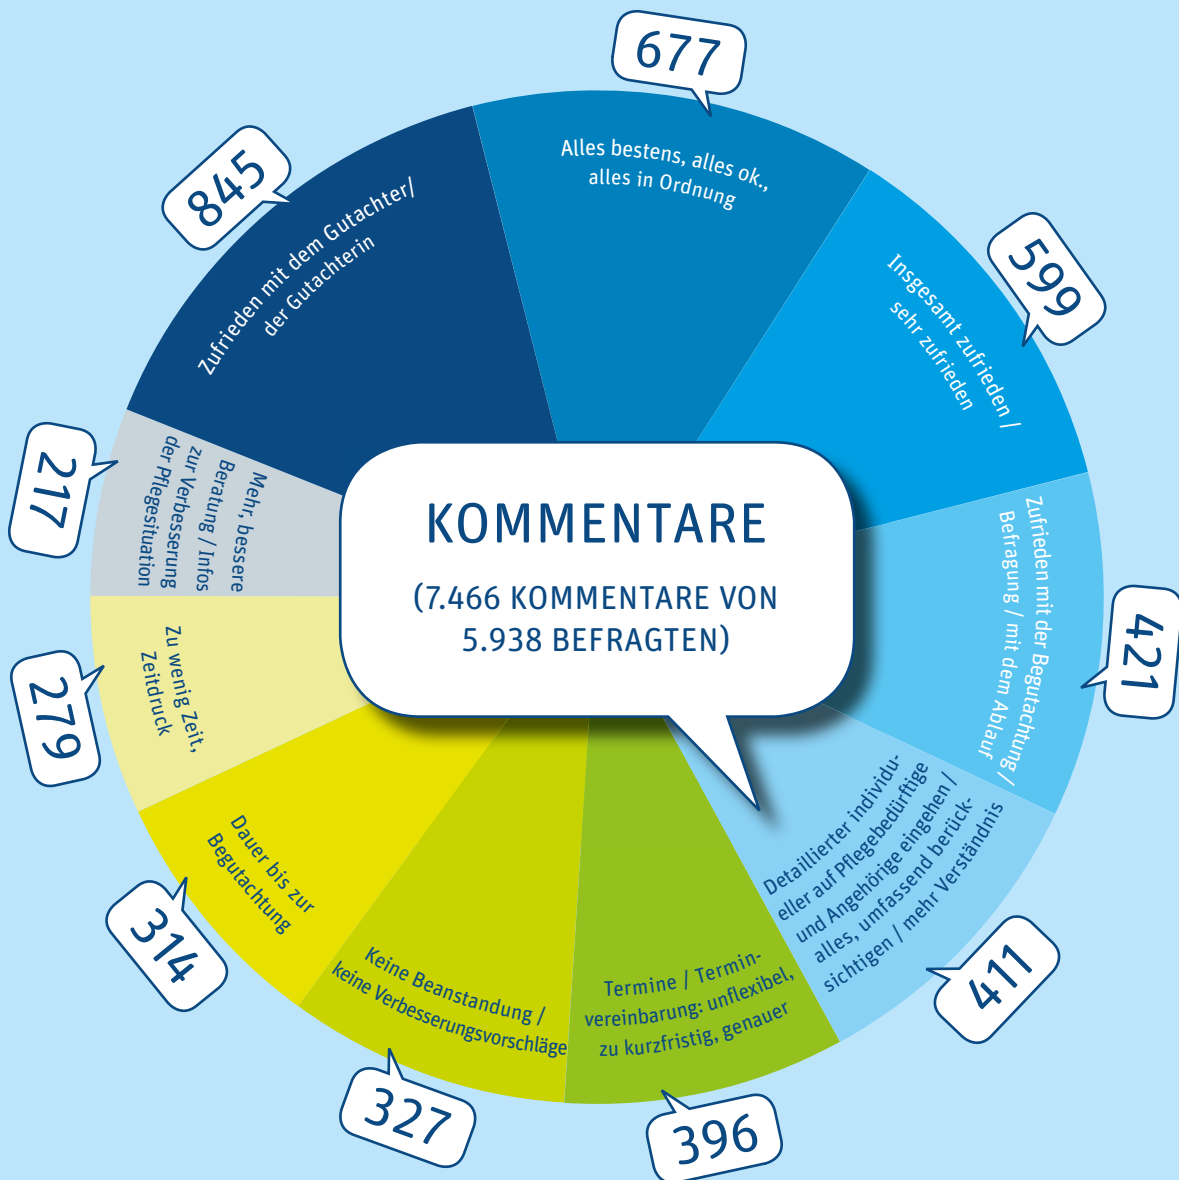 KOMMENTARE
(7.466 KOMMENTARE VON
5.938 BEFRAGTEN)
845
Zufrieden mit dem Gutachter/
der Gutachterin
677
Alles bestens, alles ok.,
alles in Ordnung
599
Insgesamt zufrieden /
sehr zufrieden
421
Zufrieden mit der Begutachtung /
Befragung / mit dem Ablauf
411
Detaillierter individu-
eller auf Pflegebedürftige
und Angehörige eingehen /
alles, umfassend berück-
sichtigen / mehr Verständnis
396
Termine / Termin-
vereinbarung: unflexibel,
zu kurzfristig, genauer
327
Keine Beanstandung /
keine Verbesserungsvorschläge
314
Dauer bis zur
Begutachtung
279
Zu wenig Zeit,
Zeitdruck
217
Mehr, bessere
Beratung / Infos
zur Verbesserung
der Pflegesituation